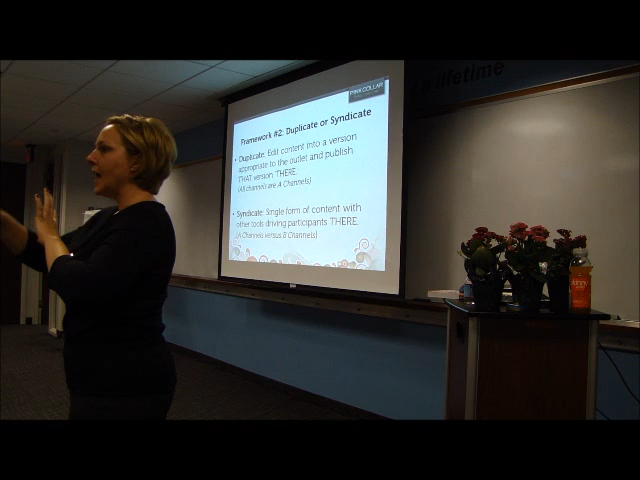 a lifetime
PINK COLLAR
Framework #2: Duplicate or Syndicate
• Duplicate: Edit content into a version
appropriate to the outlet and publish
THAT version THERE.
(All channels are A Channels)
• Syndicate: Single form of content with
other tools driving participants THERE.
(A Channels versus B Channels)